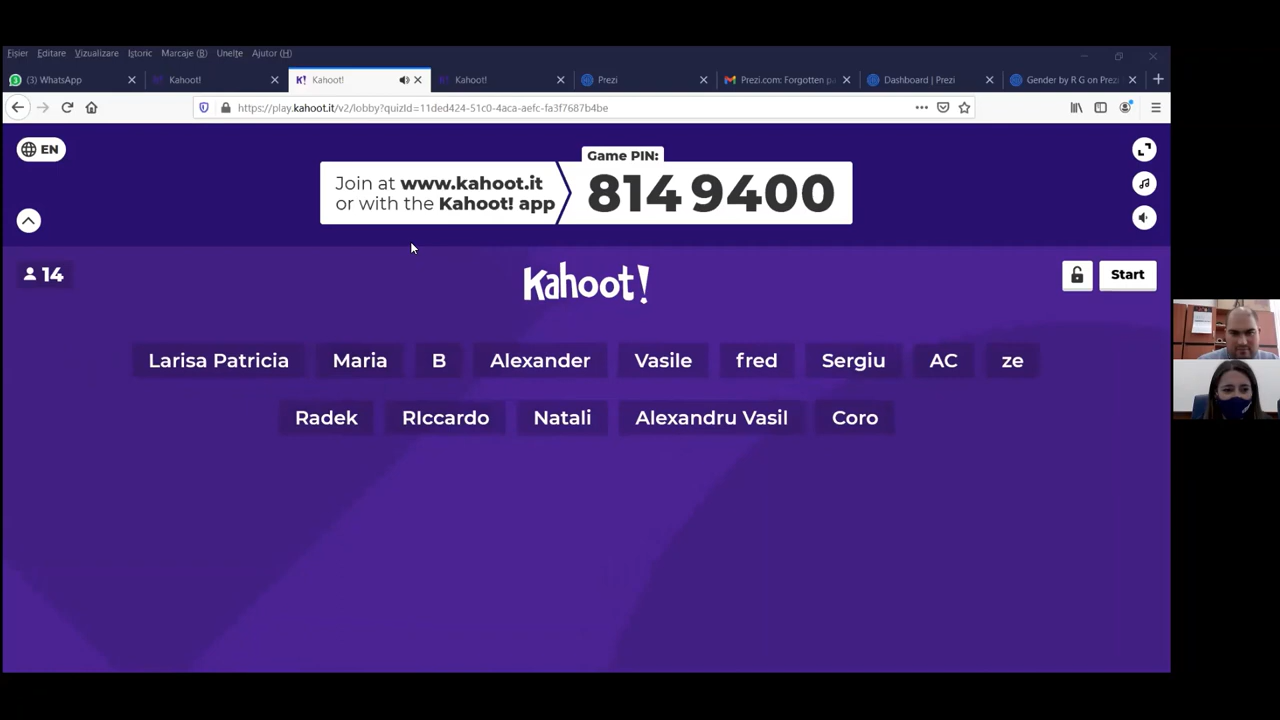 Fișier Editare Vizualizare Istoric Marcaje (B) Unelte Ajutor (H)
(3) WhatsApp Kahoot! Kahoot! Kahoot! Prezi Prezi.com: Forgotten pa Dashboard | Prezi Gender by R G on Prezi
https://play.kahoot.it/v2/lobby?quizId=11ded424-51c0-4aca-aefc-fa3f7687b4be
EN
Game PIN:
Join at www.kahoot.it
or with the Kahoot! app
814 9400
14
Kahoot!
Start
Larisa Patricia Maria B Alexander Vasile fred Sergiu AC ze
Radek RIccardo Natali Alexandru Vasil Coro